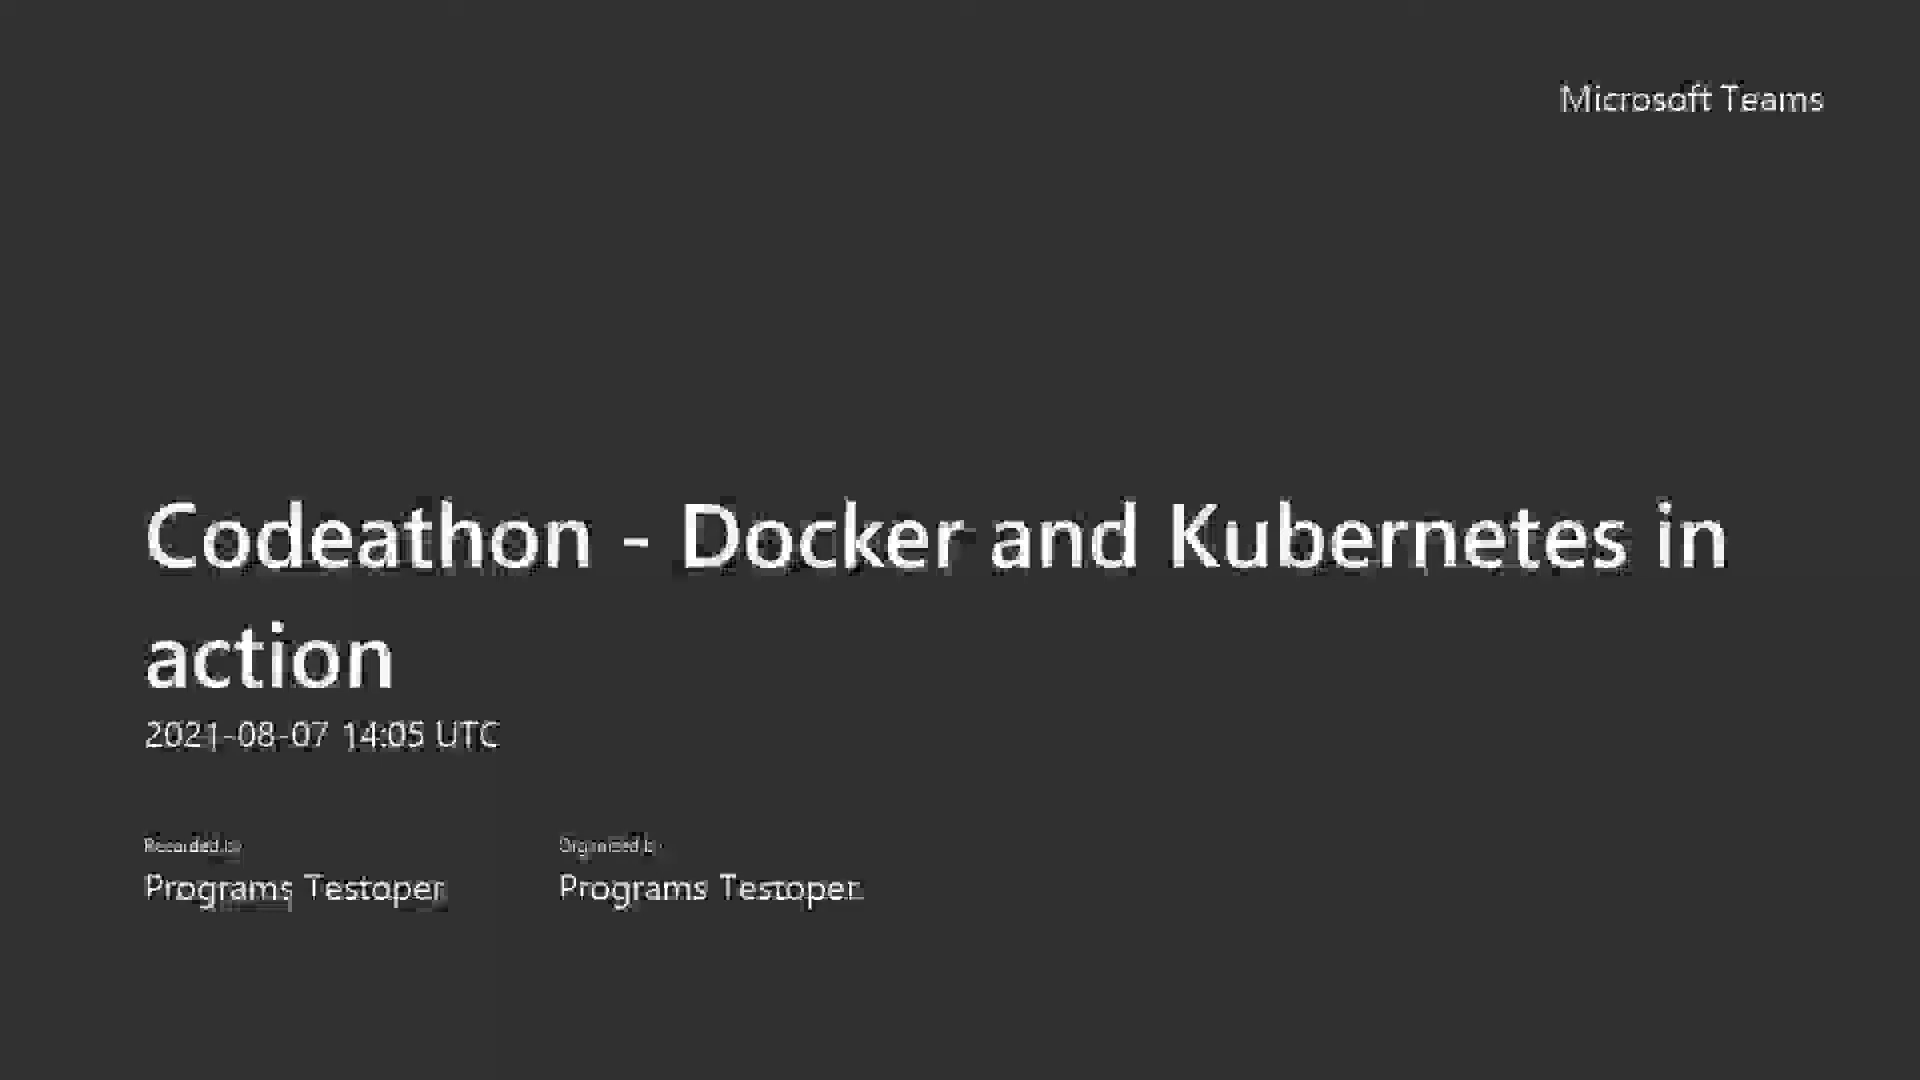 Microsoft Teams
Codeathon - Docker and Kubernetes in
action
2021-08-07 14:05 UTC
Recorded by
Organized by
Programs Testoper
Programs Testoper